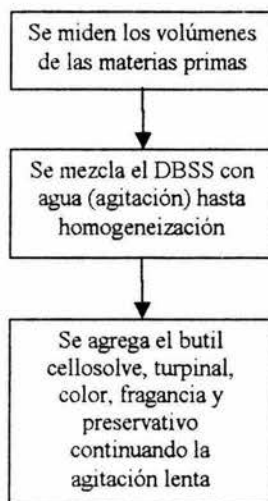 Se miden los volúmenes
de las materias primas
Se mezcla el DBSS con
agua (agitación) hasta
homogeneización
Se agrega el butil
cellosolve, turpinal,
color, fragancia y
preservativo
continuando la
agitación lenta